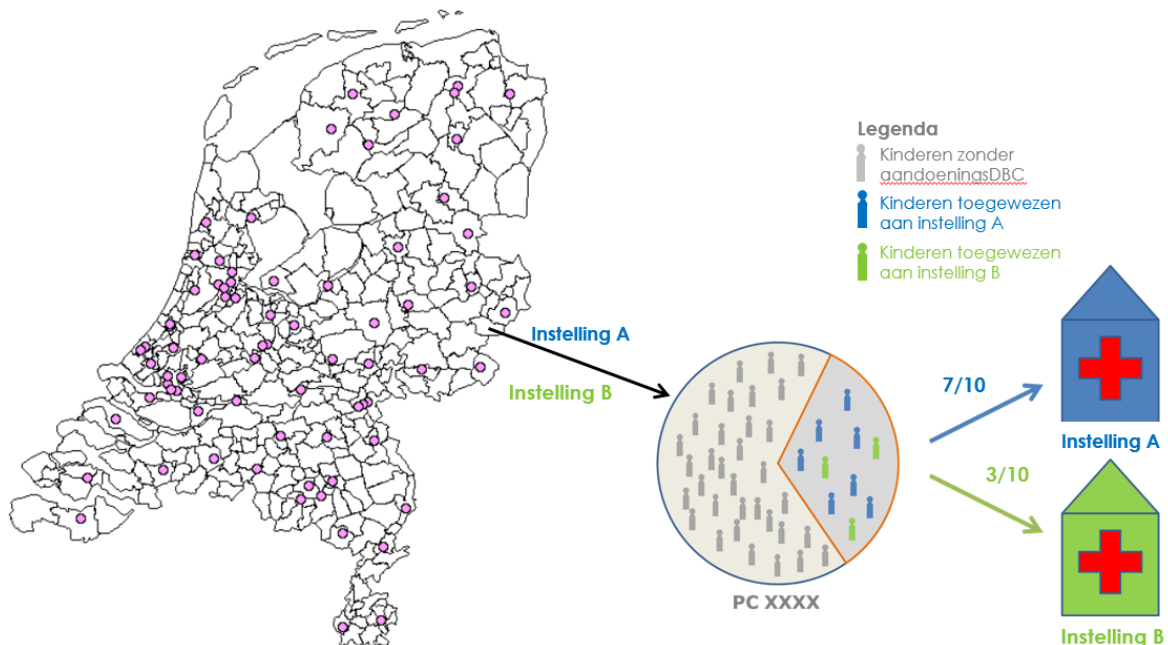 Legenda
Kinderen zonder
aandoeningsDBC
Kinderen toegewezen
aan instelling A
Kinderen toegewezen
aan instelling B
Instelling A
Instelling B
7/10
Instelling A
3/10
PC XXXX
Instelling B